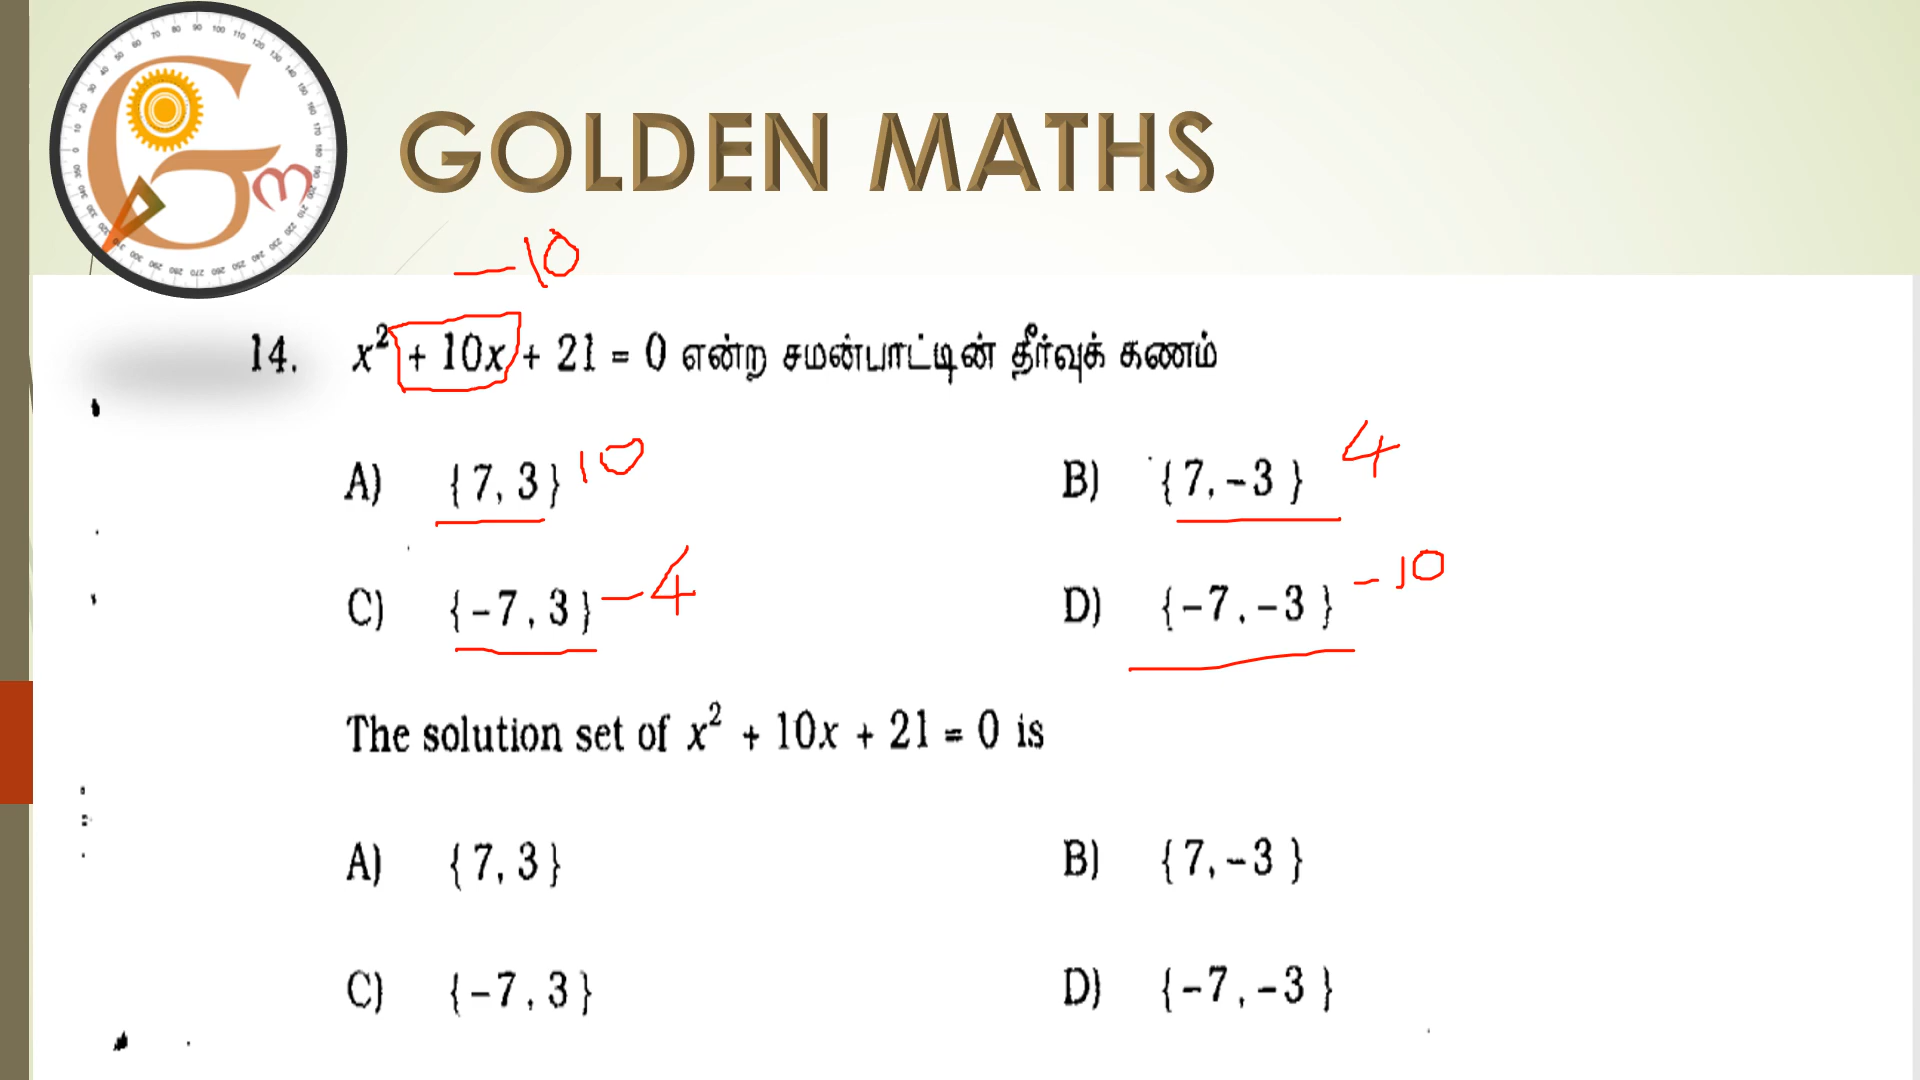 GOLDEN MATHS
m
– 10
14. x² + 10x + 21 = 0 என்ற சமன்பாட்டின் தீர்வுக் கணம்
A) { 7, 3 } 10
B) { 7, –3 } 4
C) { –7, 3 } – 4
D) { –7, –3 } – 10
The solution set of x² + 10x + 21 = 0 is
A) { 7, 3 }
B) { 7, –3 }
C) { –7, 3 }
D) { –7, –3 }